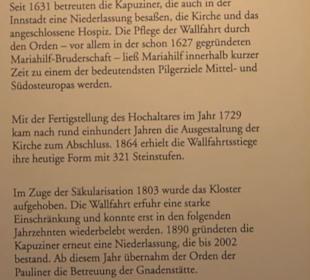 Seit 1631 betreuten die Kapuziner, die auch in der
Innstadt eine Niederlassung besaßen, die Kirche und das
angeschlossene Hospiz. Die Pflege der Wallfahrt durch
den Orden – vor allem in der schon 1627 gegründeten
Mariahilf-Bruderschaft – ließ Mariahilf innerhalb kurzer
Zeit zu einem der bedeutendsten Pilgerziele Mittel- und
Südosteuropas werden.
Mit der Fertigstellung des Hochaltares im Jahr 1729
kam nach rund einhundert Jahren die Ausgestaltung der
Kirche zum Abschluss. 1864 erhielt die Wallfahrtsstiege
ihre heutige Form mit 321 Steinstufen.
Im Zuge der Säkularisation 1803 wurde das Kloster
aufgehoben. Die Wallfahrt erfuhr eine starke
Einschränkung und konnte erst in den folgenden
Jahrzehnten wiederbelebt werden. 1890 gründeten die
Kapuziner erneut eine Niederlassung, die bis 2002
bestand. Ab diesem Jahr übernahm der Orden der
Pauliner die Betreuung der Gnadenstätte.